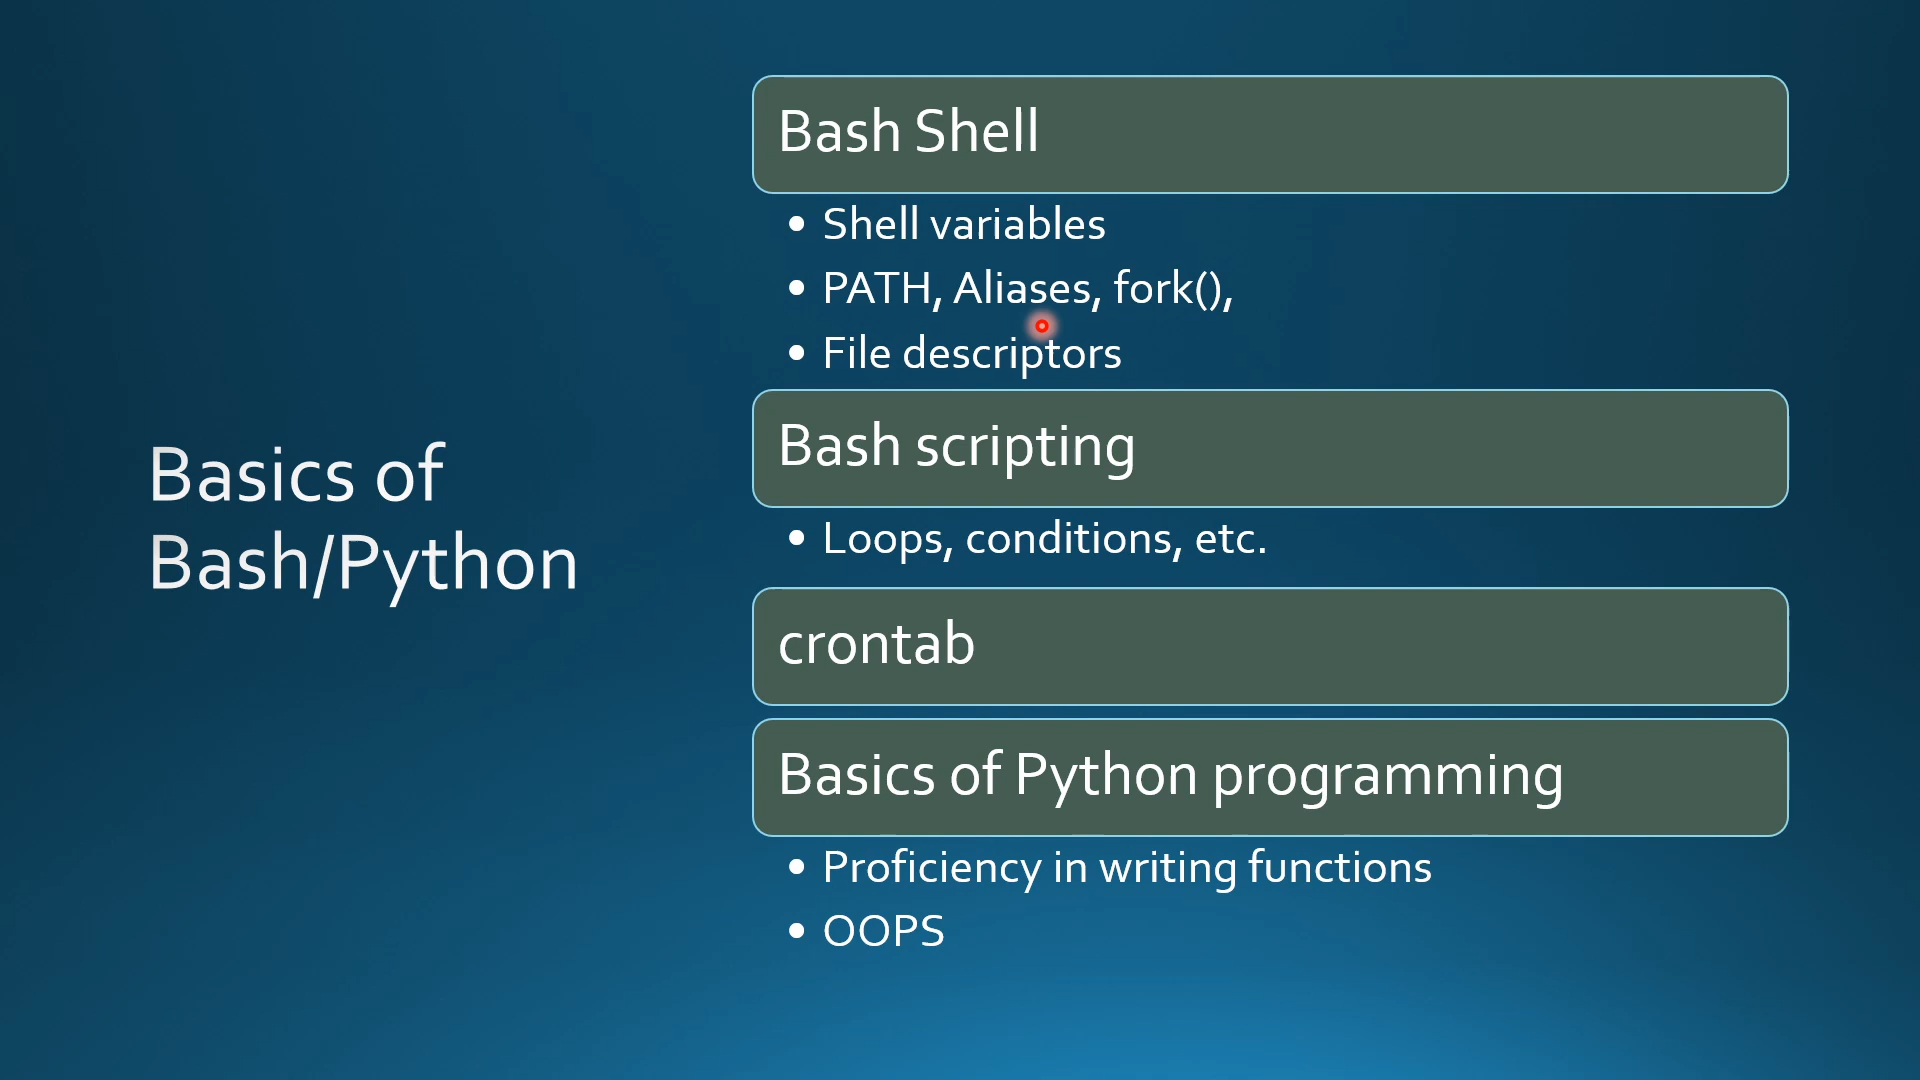 Basics of
Bash/Python
Bash Shell
• Shell variables
• PATH, Aliases, fork(),
• File descriptors
Bash scripting
• Loops, conditions, etc.
crontab
Basics of Python programming
• Proficiency in writing functions
• OOPS